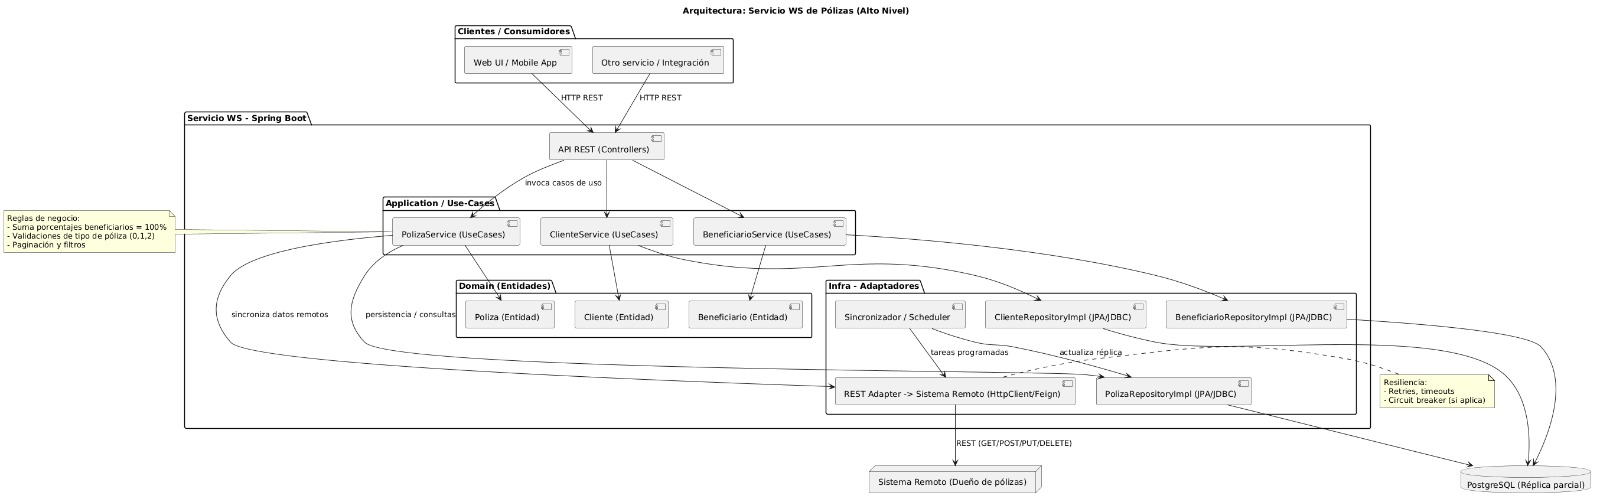 Arquitectura: Servicio WS de Pólizas (Alto Nivel)
Clientes / Consumidores
Web UI / Mobile App
Otro servicio / Integración
HTTP REST
HTTP REST
Servicio WS - Spring Boot
API REST (Controllers)
invoca casos de uso
Application / Use-Cases
PolizaService (UseCases)
ClienteService (UseCases)
BeneficiarioService (UseCases)
Reglas de negocio:
- Suma porcentajes beneficiarios = 100%
- Validaciones de tipo de póliza (0,1,2)
- Paginación y filtros
Domain (Entidades)
Poliza (Entidad)
Cliente (Entidad)
Beneficiario (Entidad)
Infra - Adaptadores
Sincronizador / Scheduler
ClienteRepositoryImpl (JPA/JDBC)
BeneficiarioRepositoryImpl (JPA/JDBC)
sincroniza datos remotos
persistencia / consultas
tareas programadas
actualiza réplica
REST Adapter -> Sistema Remoto (HttpClient/Feign)
PolizaRepositoryImpl (JPA/JDBC)
Resiliencia:
- Retries, timeouts
- Circuit breaker (si aplica)
REST (GET/POST/PUT/DELETE)
Sistema Remoto (Dueño de pólizas)
PostgreSQL (Réplica parcial)